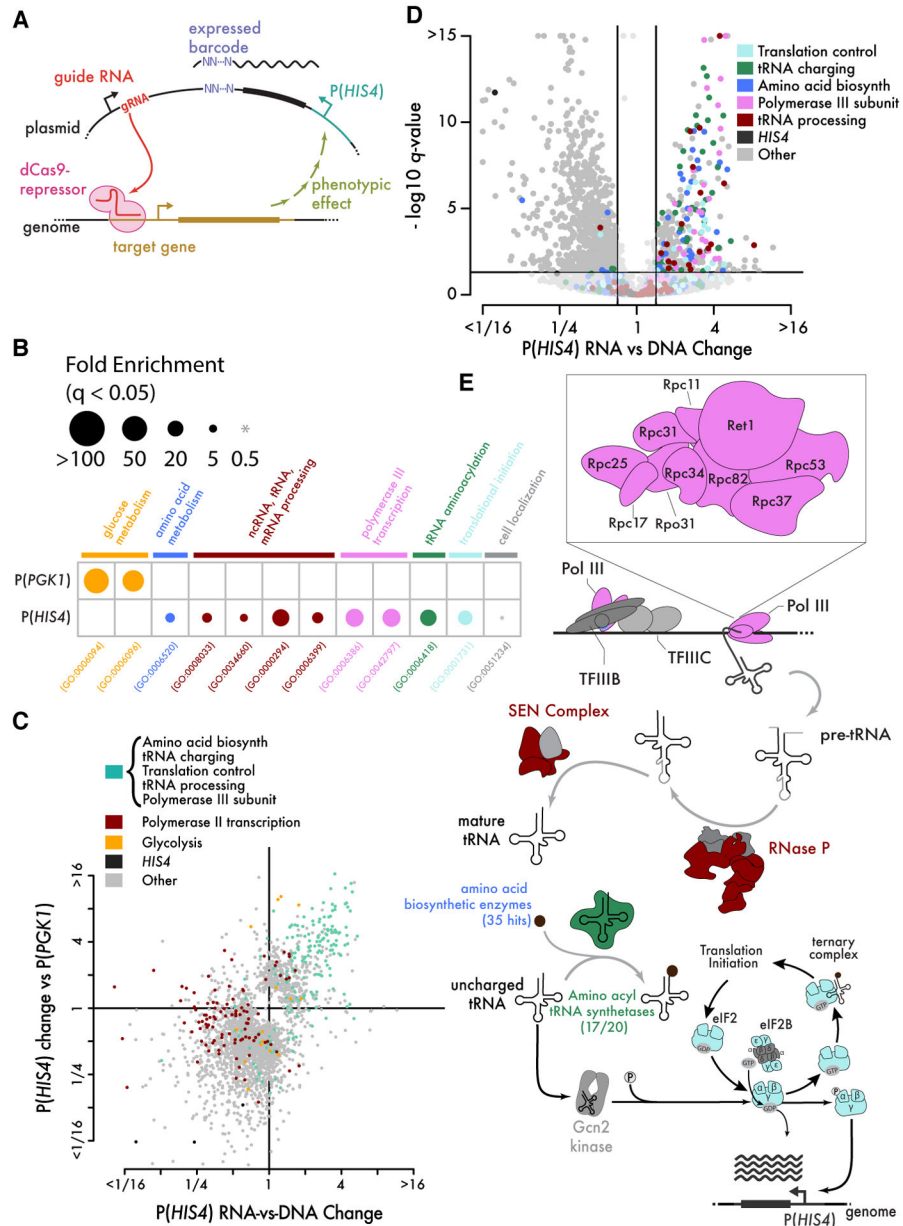 A
expressed
barcode
NN···N
guide RNA
gRNA
NN···N
P(HIS4)
plasmid
dCas9-
repressor
phenotypic
effect
genome
target gene
B
Fold Enrichment
(q < 0.05)
*
>100 50 20 5 0.5
glucose
metabolism
amino acid
metabolism
ncRNA, tRNA,
mRNA processing
polymerase III
transcription
tRNA aminoacylation
translational initiation
cell localization
P(PGK1)
P(HIS4)
(GO:0006094)
(GO:0006096)
(GO:0006520)
(GO:0008033)
(GO:0034660)
(GO:0000294)
(GO:0006399)
(GO:0006386)
(GO:0042797)
(GO:0006418)
(GO:0001731)
(GO:0051234)
C
Amino acid biosynth
tRNA charging
Translation control
tRNA processing
Polymerase III subunit
Polymerase II transcription
Glycolysis
HIS4
Other
P(HIS4) change vs P(PGK1)
>16
4
1
1/4
<1/16
<1/16 1/4 1 4 >16
P(HIS4) RNA-vs-DNA Change
D
- log10 q-value
>15
10
5
0
Translation control
tRNA charging
Amino acid biosynth
Polymerase III subunit
tRNA processing
HIS4
Other
<1/16 1/4 1 4 >16
P(HIS4) RNA vs DNA Change
E
Rpc11
Ret1
Rpc31
Rpc25
Rpc34
Rpc82
Rpc53
Rpc37
Rpc17
Rpo31
Pol III
Pol III
TFIIIB
TFIIIC
SEN Complex
pre-tRNA
mature
tRNA
RNase P
amino acid
biosynthetic enzymes
(35 hits)
uncharged
tRNA
Amino acyl
tRNA synthetases
(17/20)
Translation
Initiation
ternary
complex
GTP
eIF2
GDP
eIF2B
GTP
GTP
α β
γ
GDP
P
P
α β
γ
Gcn2
kinase
P(HIS4)
genome